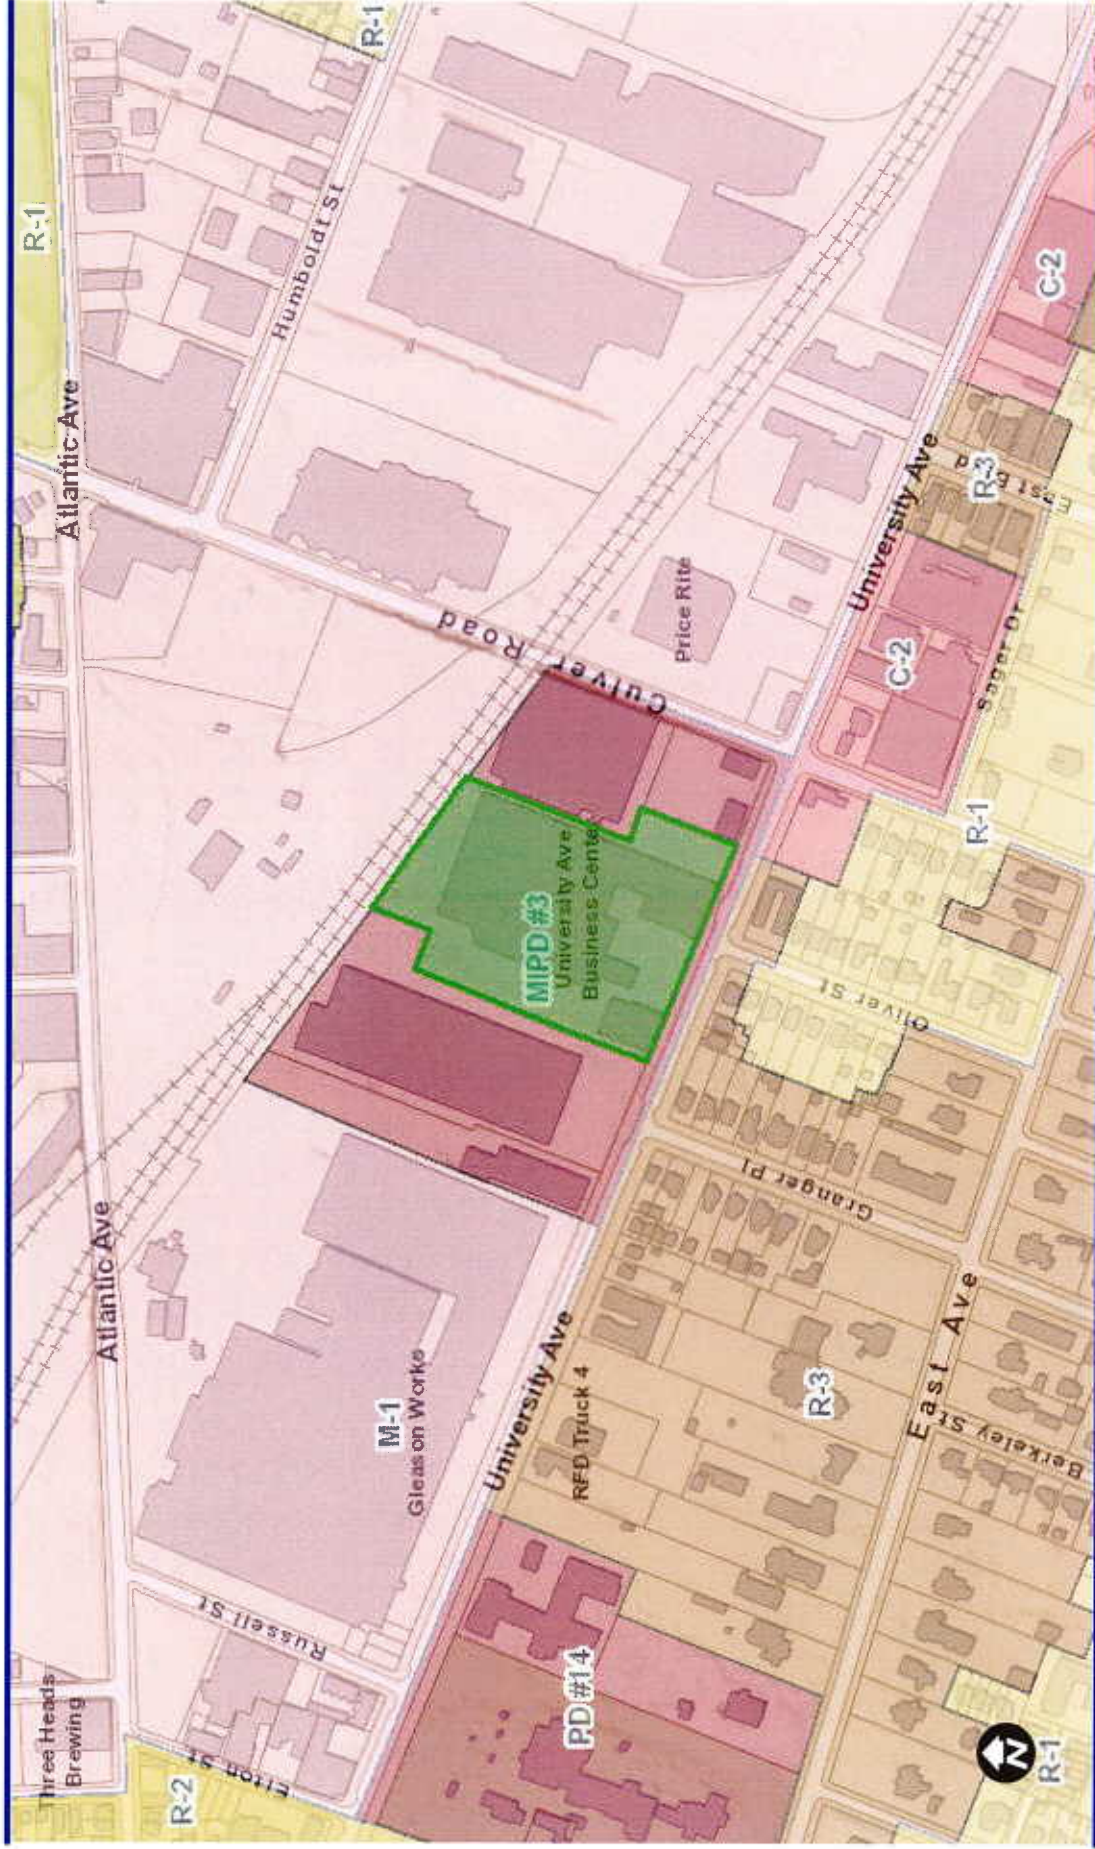 R-1
Three Heads
Brewing
Atlantic Ave
Atlantic Ave
R-2
Elton St
Russell St
Humboldt St
R-1
M-1
Gleason Works
Culver Road
MIPD #3
University Ave
Business Center
Price Rite
University Ave
RFD Truck 4
PD #14
University Ave
Granger Pl
R-3
Oliver St
C-2
R-3
C-2
East Ave
Sager Dr
R-1
Berkeley St
N
R-1